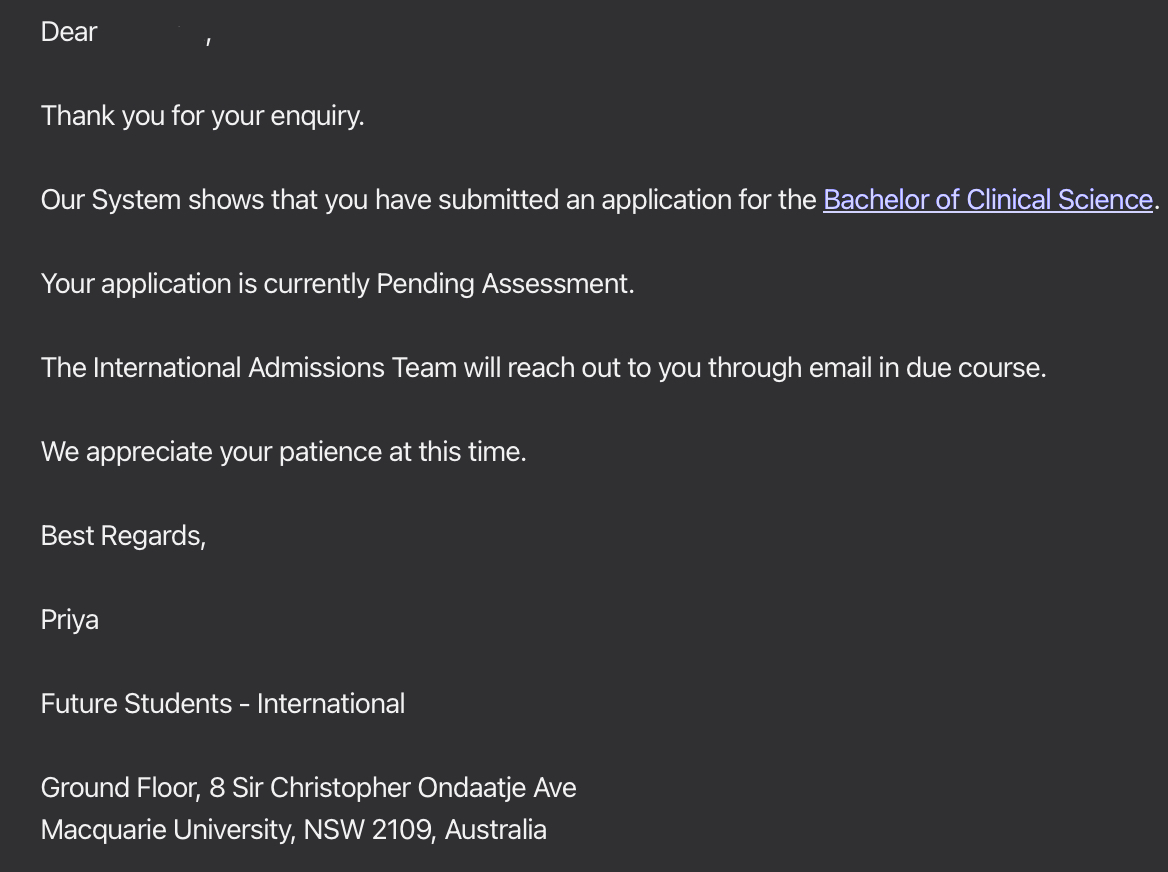 Dear ,
Thank you for your enquiry.
Our System shows that you have submitted an application for the Bachelor of Clinical Science.
Your application is currently Pending Assessment.
The International Admissions Team will reach out to you through email in due course.
We appreciate your patience at this time.
Best Regards,
Priya
Future Students - International
Ground Floor, 8 Sir Christopher Ondaatje Ave
Macquarie University, NSW 2109, Australia